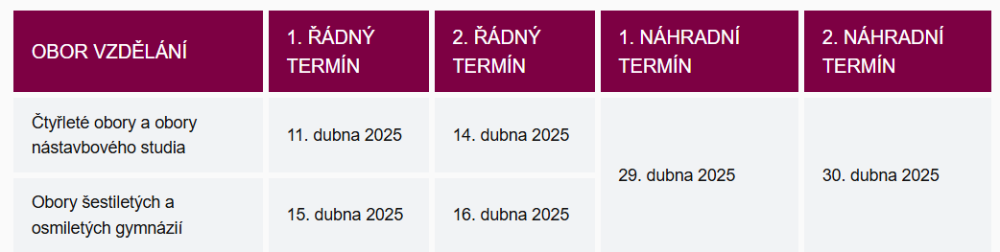 OBOR VZDĚLÁNÍ
1. ŘÁDNÝ
TERMÍN
2. ŘÁDNÝ
TERMÍN
1. NÁHRADNÍ
TERMÍN
2. NÁHRADNÍ
TERMÍN
Čtyřleté obory a obory
nástavbového studia
11. dubna 2025
14. dubna 2025
29. dubna 2025
30. dubna 2025
Obory šestiletých a
osmiletých gymnázií
15. dubna 2025
16. dubna 2025